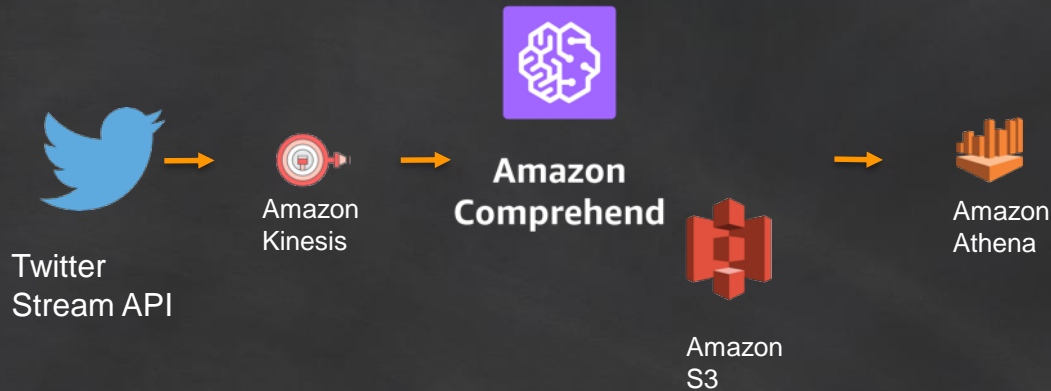 Twitter
Stream API
Amazon
Kinesis
Amazon
Comprehend
Amazon
S3
Amazon
Athena